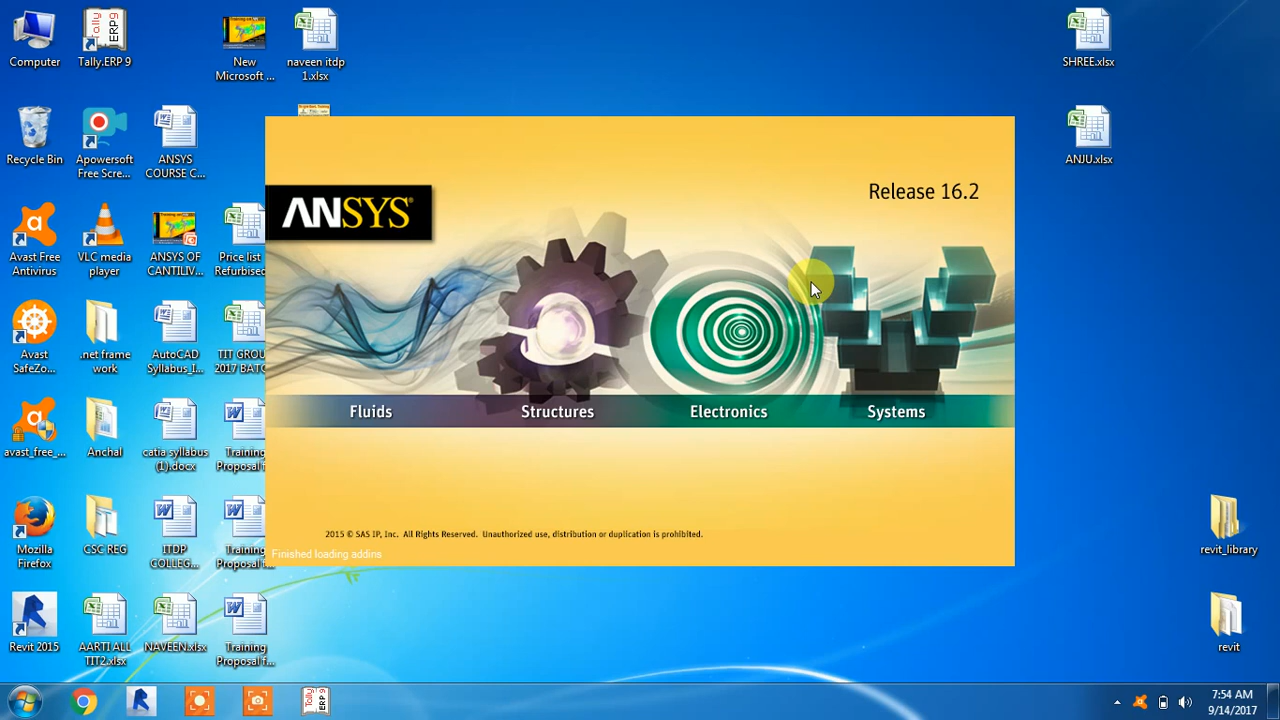 Computer
Tally.ERP 9
New
Microsoft ...
naveen itdp
1.xlsx
SHREE.xlsx
Recycle Bin
Apowersoft
Free Scre...
ANSYS
COURSE C...
ANJU.xlsx
Avast Free
Antivirus
VLC media
player
ANSYS OF
CANTILIV...
Price list
Refurbised
Avast
SafeZo...
.net frame
work
AutoCAD
Syllabus_I...
TIT GROU
2017 BATC
avast_free_...
Anchal
catia syllabus
(1).docx
Training
Proposal f
Mozilla
Firefox
CSC REG
ITDP
COLLEG...
Training
Proposal f
revit_library
Revit 2015
AARTI ALL
TIT2.xlsx
NAVEEN.xlsx
Training
Proposal f...
revit
ANSYS®
Release 16.2
Fluids
Structures
Electronics
Systems
2015 © SAS IP, Inc. All Rights Reserved. Unauthorized use, distribution or duplication is prohibited.
Finished loading addins
7:54 AM
9/14/2017